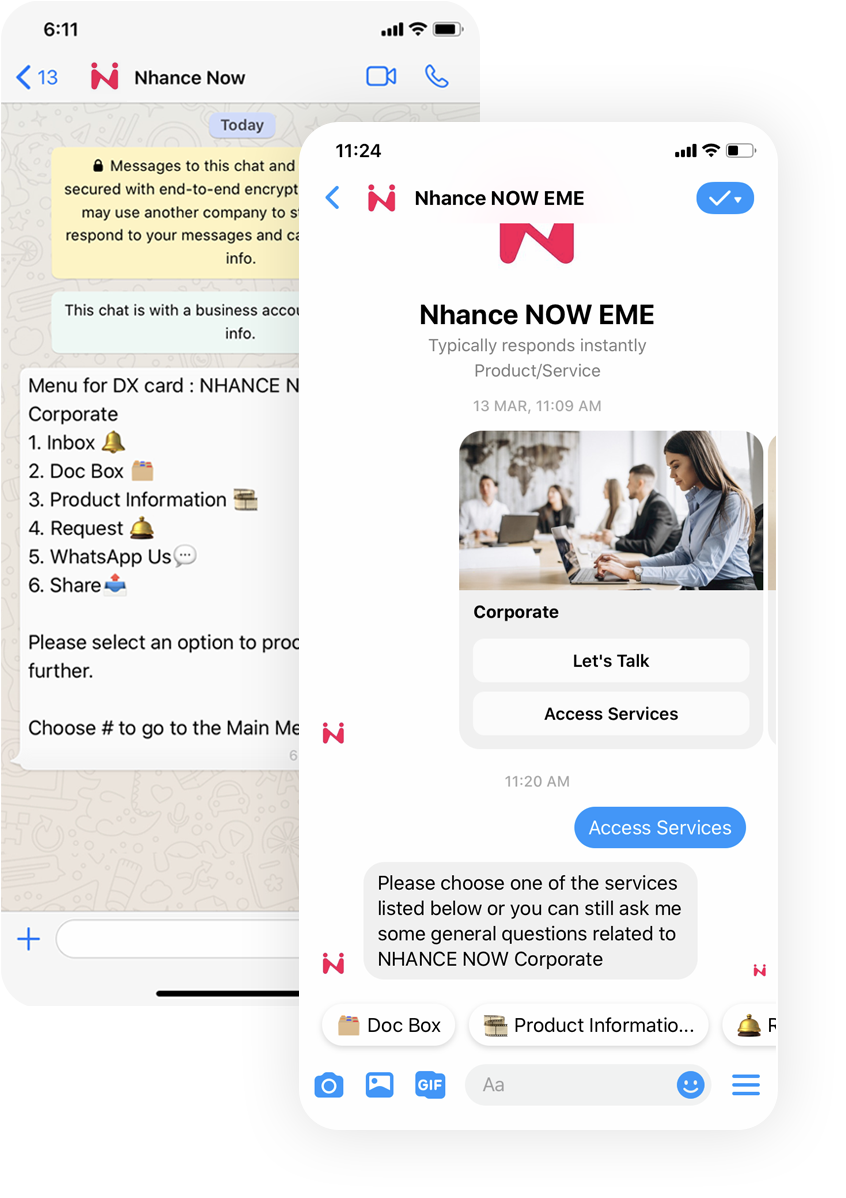 6:11
13
Nhance Now
Today
Messages to this chat and
secured with end-to-end
may use another company to
respond to your messages and
info.
This chat is with a business
info.
Menu for DX card : NHANCE
Corporate
1. Inbox 🔔
2. Doc Box 🗂️
3. Product Information 🎞️
4. Request 🛎️
5. WhatsApp Us💬
6. Share📤
Please select an option to
further.
Choose # to go to the Main
6
11:24
Nhance NOW EME
Nhance NOW EME
Typically responds instantly
Product/Service
13 MAR, 11:09 AM
Corporate
Let's Talk
Access Services
11:20 AM
Access Services
Please choose one of the services
listed below or you can still ask me
some general questions related to
NHANCE NOW Corporate
🗂️ Doc Box
🎞️ Product Informatio...
🛎️
GIF
Aa